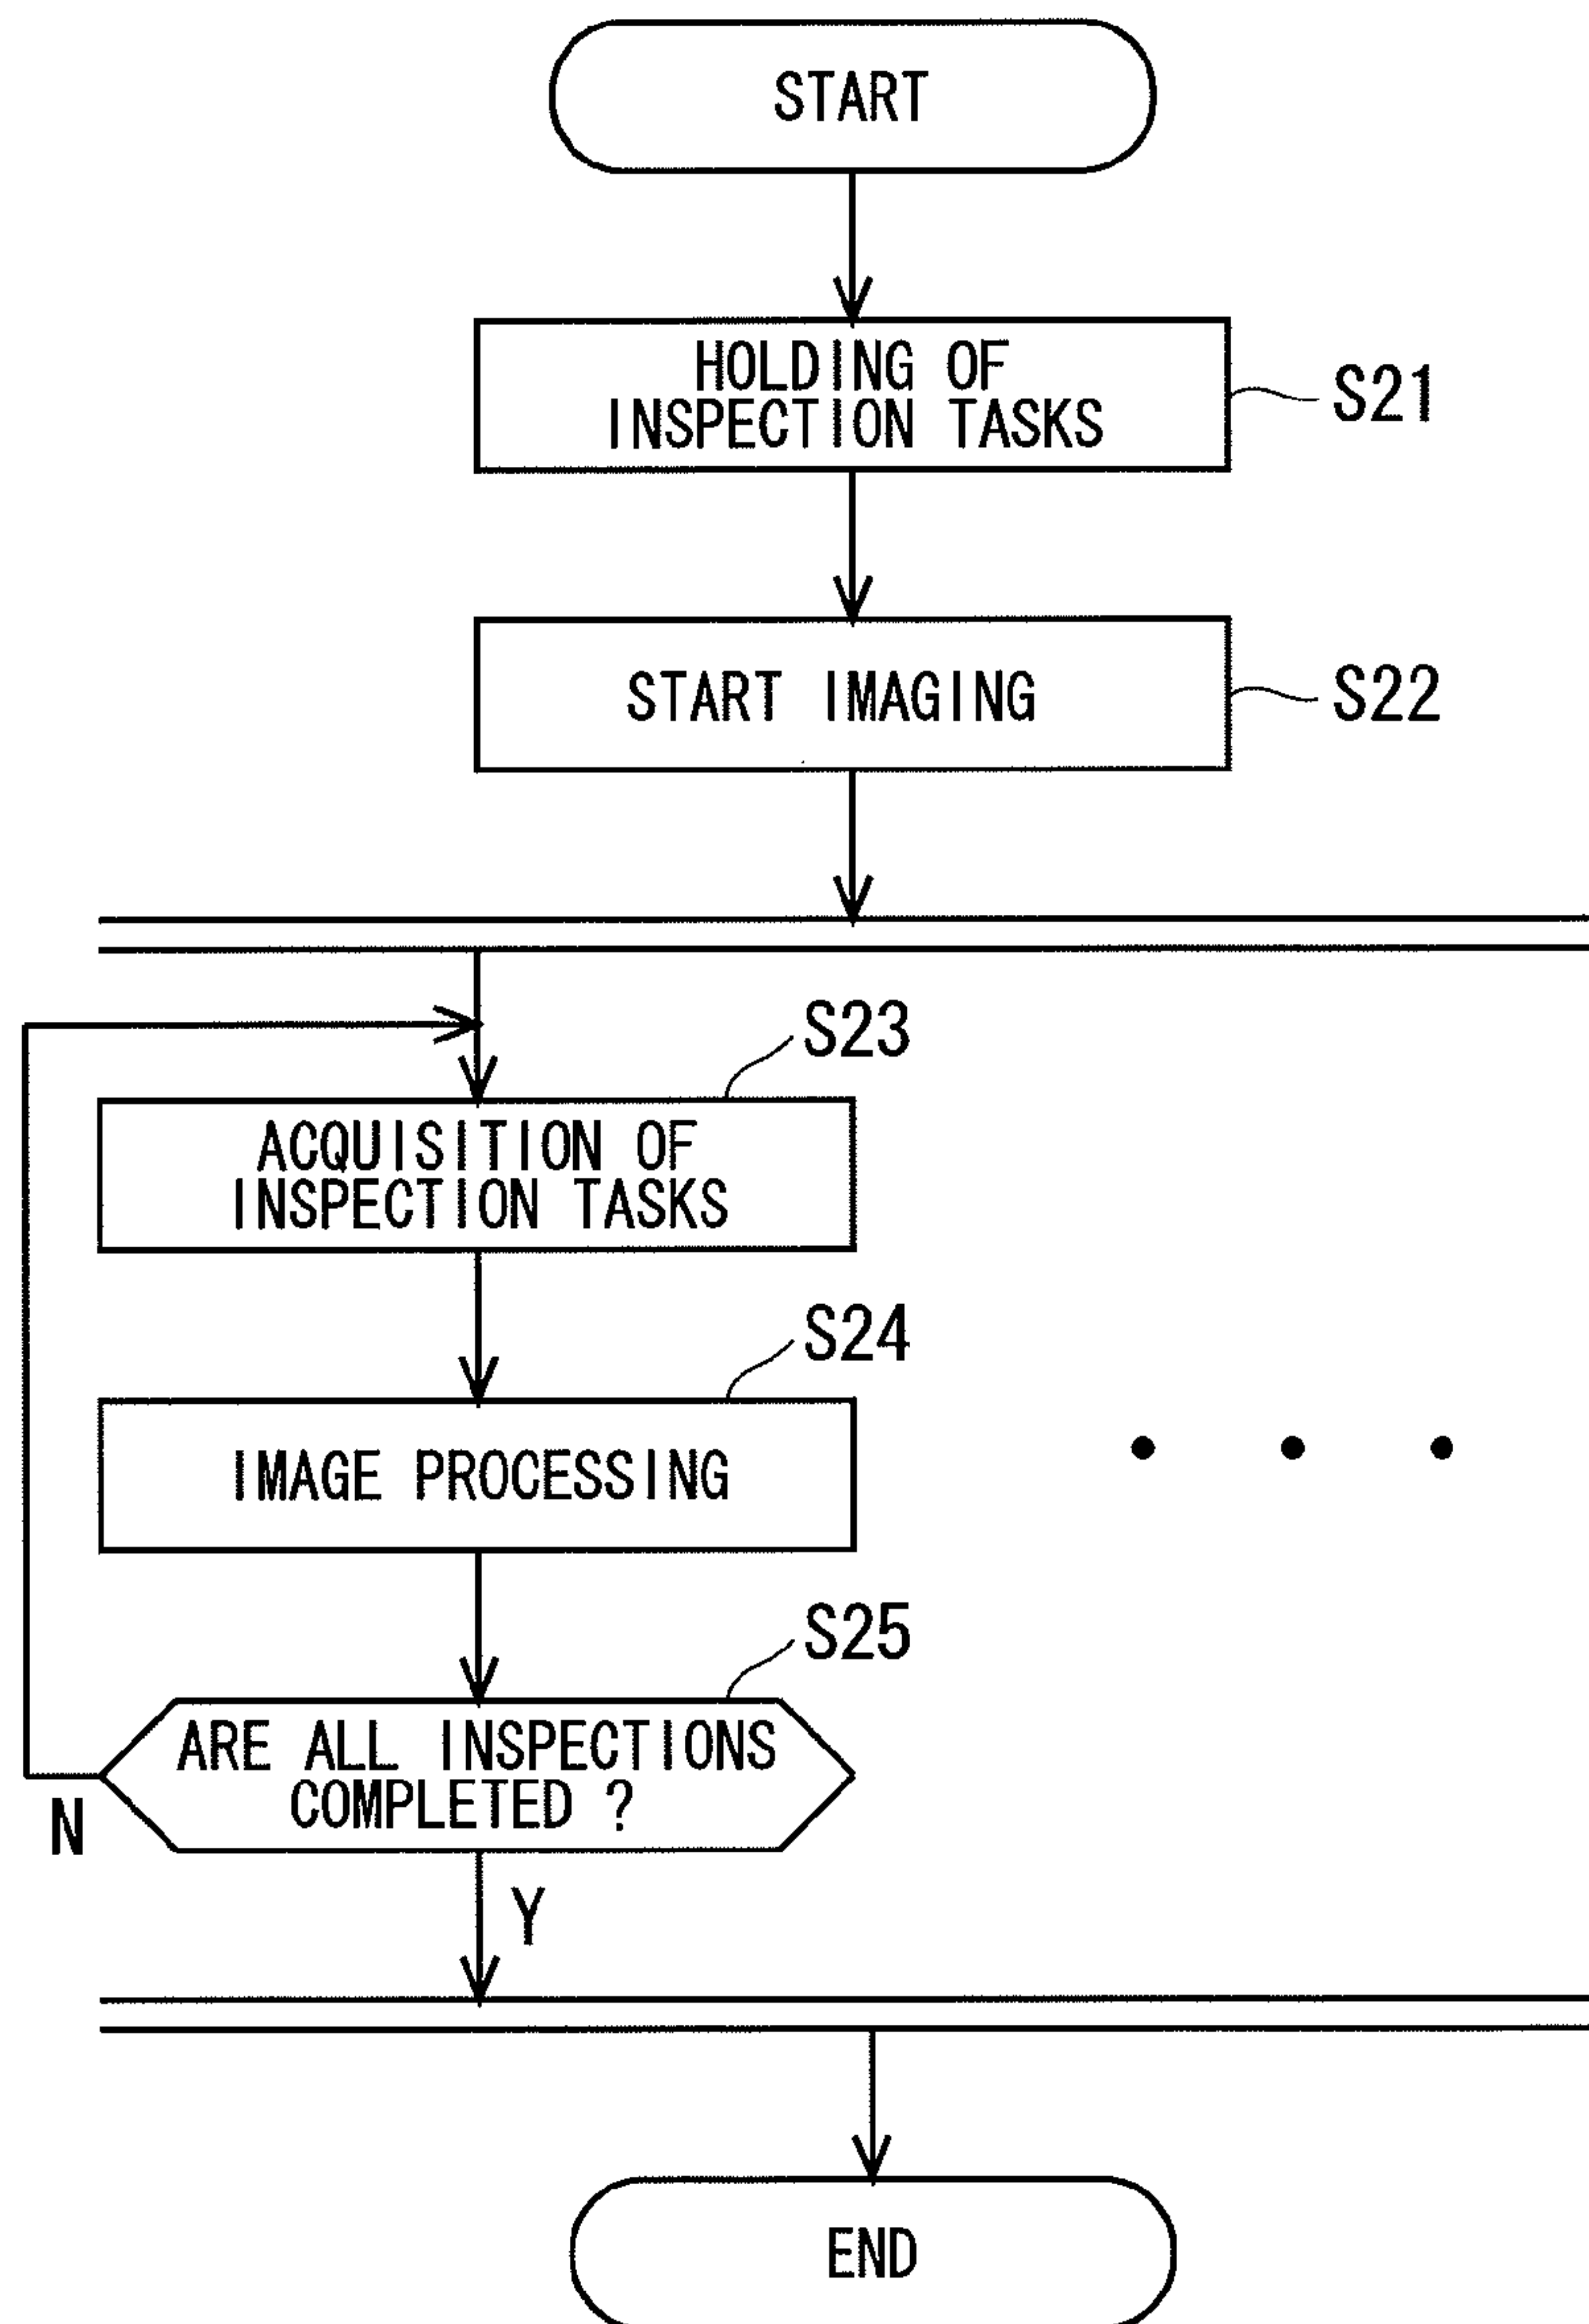 START
HOLDING OF
INSPECTION TASKS
S21
START IMAGING
S22
S23
ACQUISITION OF
INSPECTION TASKS
S24
IMAGE PROCESSING
S25
ARE ALL INSPECTIONS
COMPLETED ?
N
Y
END